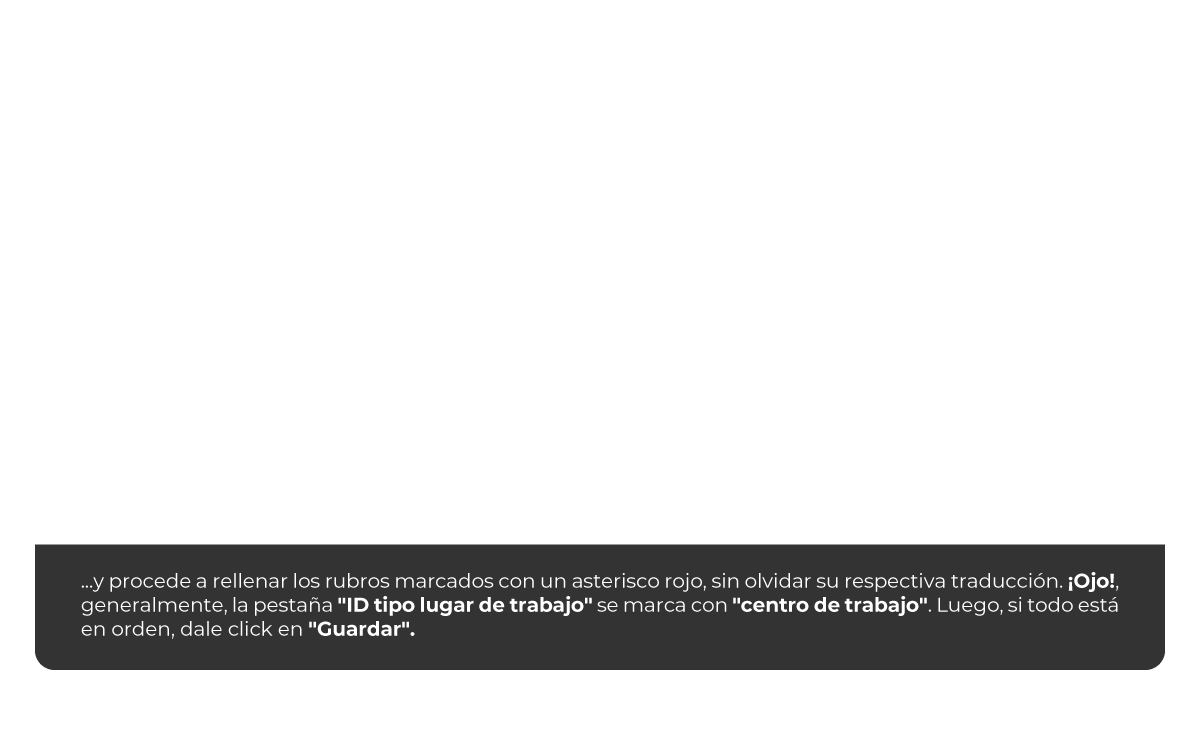 ...y procede a rellenar los rubros marcados con un asterisco rojo, sin olvidar su respectiva traducción. ¡Ojo!,
generalmente, la pestaña "ID tipo lugar de trabajo" se marca con "centro de trabajo". Luego, si todo está
en orden, dale click en "Guardar".